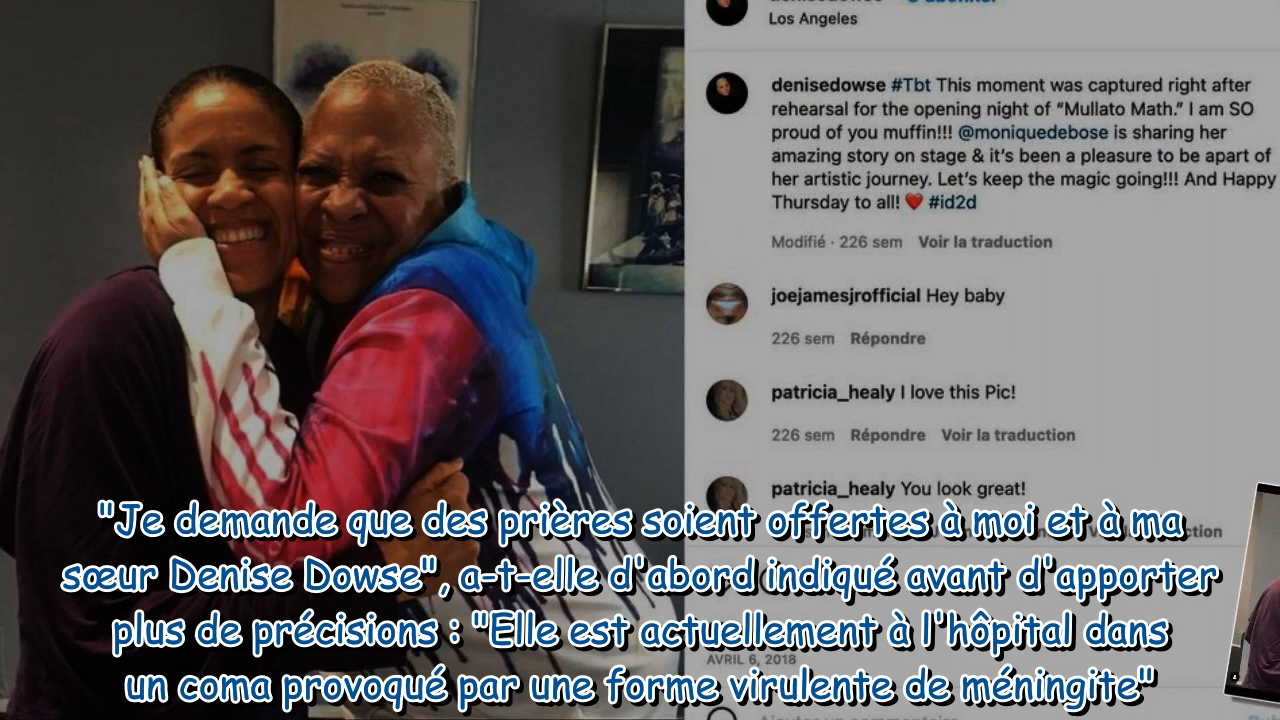 Los Angeles
denisedowse #Tbt This moment was captured right after
rehearsal for the opening night of “Mullato Math.” I am SO
proud of you muffin!!! @moniquedebose is sharing her
amazing story on stage & it’s been a pleasure to be apart of
her artistic journey. Let’s keep the magic going!!! And Happy
Thursday to all! ❤️ #id2d
Modifié · 226 sem Voir la traduction
joejamesjrofficial Hey baby
226 sem Répondre
patricia_healy I love this Pic!
226 sem Répondre Voir la traduction
patricia_healy You look great!
"Je demande que des prières soient offertes à moi et à ma
sœur Denise Dowse", a-t-elle d'abord indiqué avant d'apporter
plus de précisions : "Elle est actuellement à l'hôpital dans
AVRIL 6, 2018
un coma provoqué par une forme virulente de méningite"